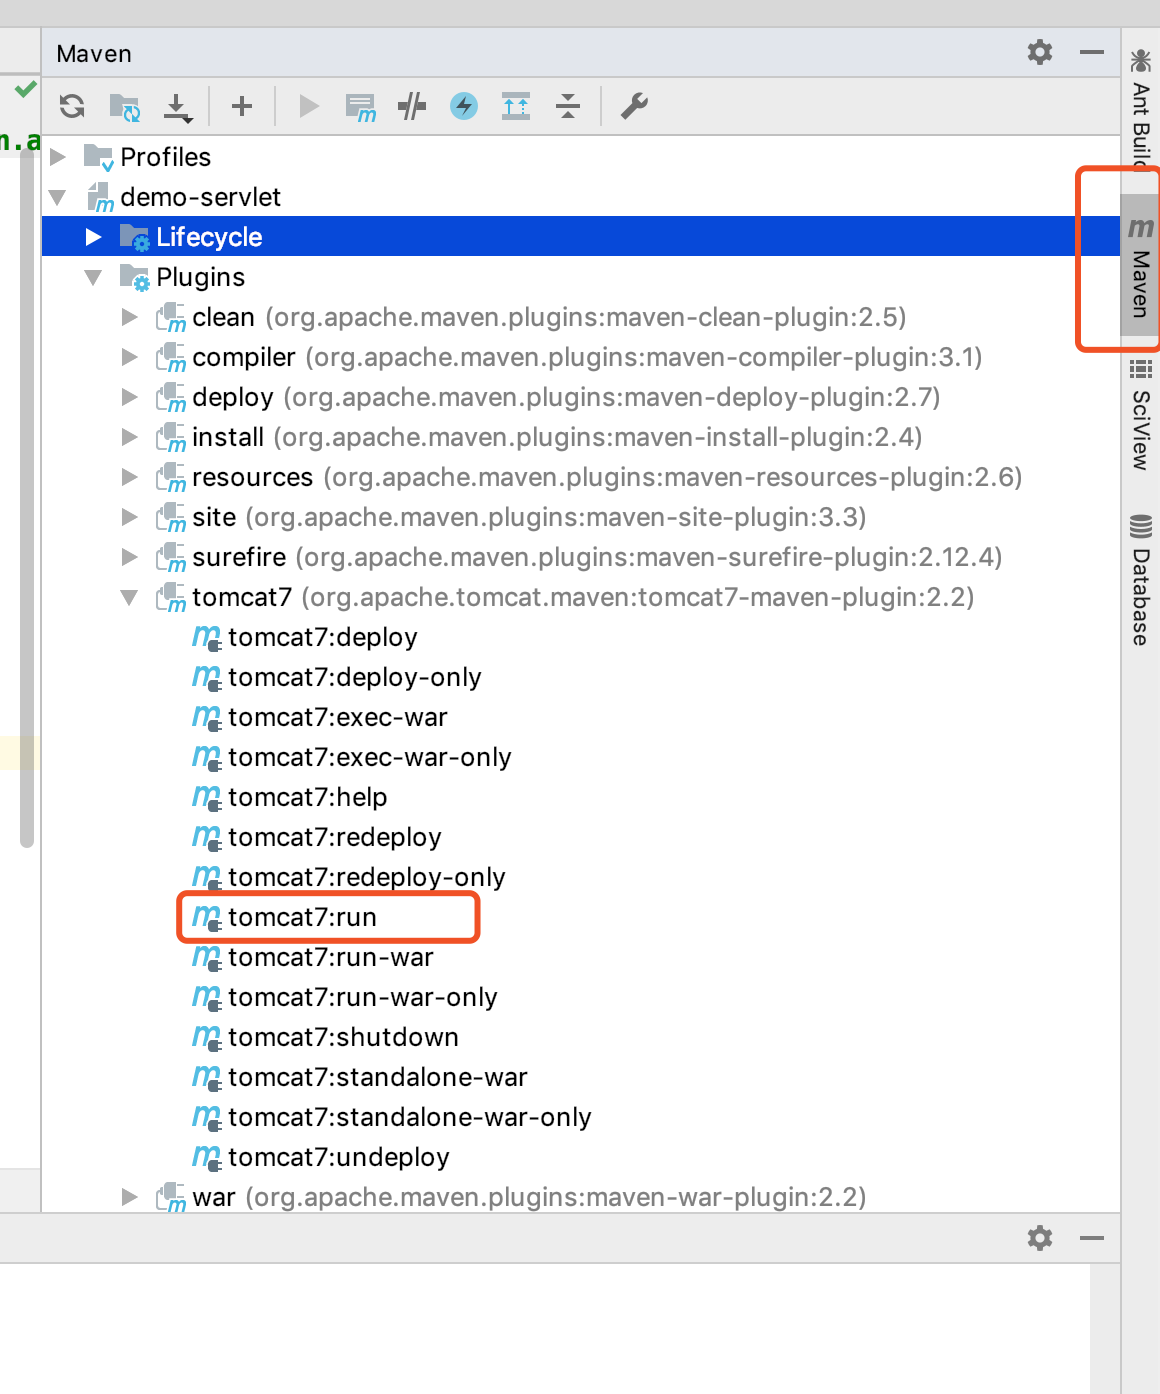 Maven
n.a
Profiles
demo-servlet
Lifecycle
Plugins
clean (org.apache.maven.plugins:maven-clean-plugin:2.5)
compiler (org.apache.maven.plugins:maven-compiler-plugin:3.1)
deploy (org.apache.maven.plugins:maven-deploy-plugin:2.7)
install (org.apache.maven.plugins:maven-install-plugin:2.4)
resources (org.apache.maven.plugins:maven-resources-plugin:2.6)
site (org.apache.maven.plugins:maven-site-plugin:3.3)
surefire (org.apache.maven.plugins:maven-surefire-plugin:2.12.4)
tomcat7 (org.apache.tomcat.maven:tomcat7-maven-plugin:2.2)
tomcat7:deploy
tomcat7:deploy-only
tomcat7:exec-war
tomcat7:exec-war-only
tomcat7:help
tomcat7:redeploy
tomcat7:redeploy-only
tomcat7:run
tomcat7:run-war
tomcat7:run-war-only
tomcat7:shutdown
tomcat7:standalone-war
tomcat7:standalone-war-only
tomcat7:undeploy
war (org.apache.maven.plugins:maven-war-plugin:2.2)
Ant Build
Maven
SciView
Database